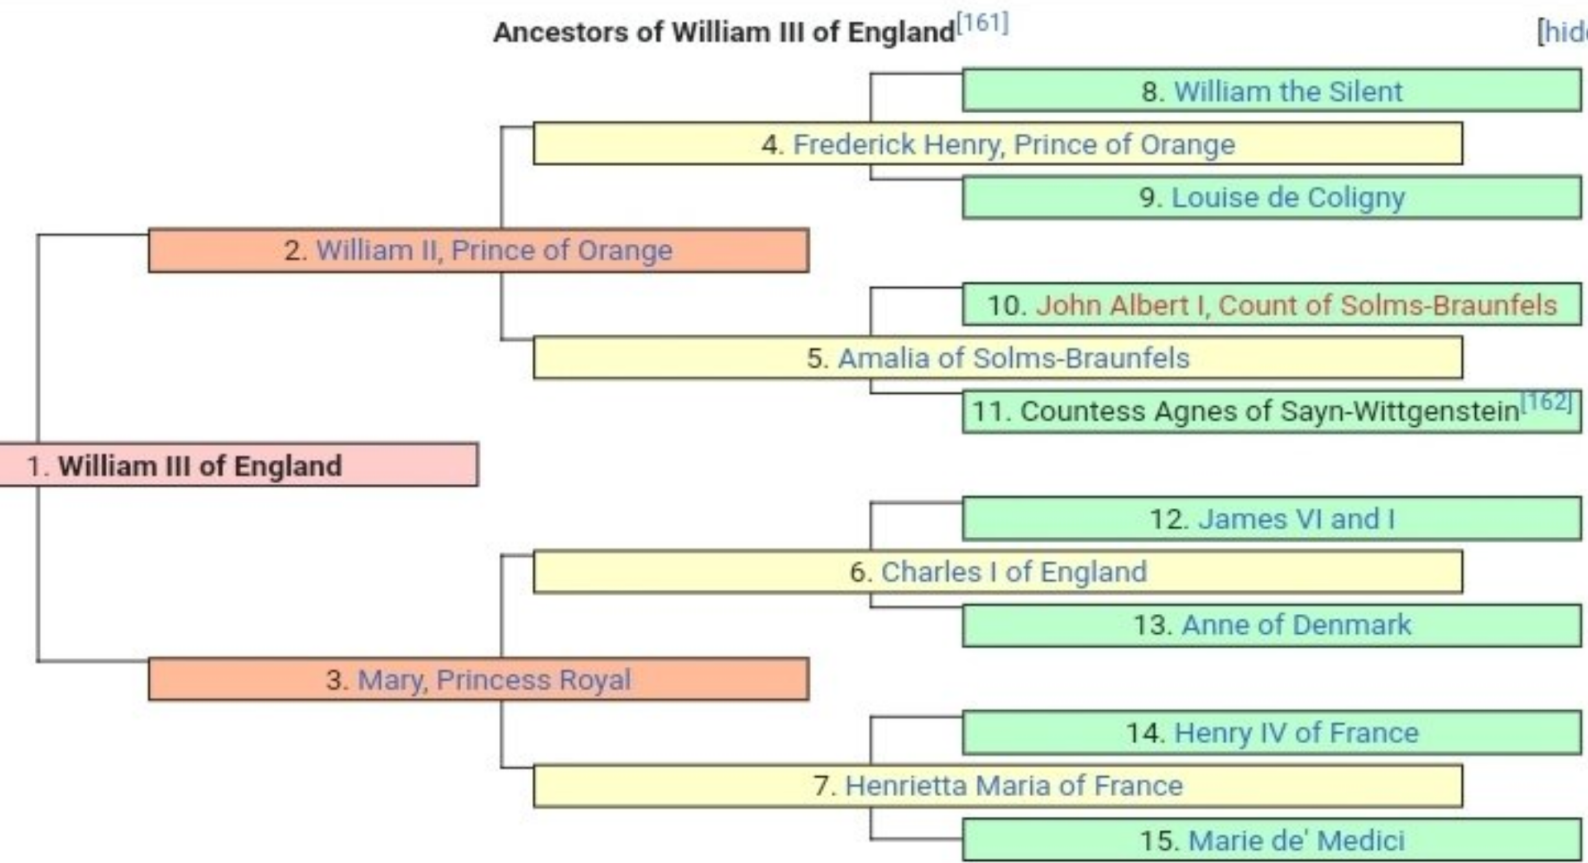 Ancestors of William III of England[161]
[hide
8. William the Silent
4. Frederick Henry, Prince of Orange
9. Louise de Coligny
2. William II, Prince of Orange
10. John Albert I, Count of Solms-Braunfels
5. Amalia of Solms-Braunfels
11. Countess Agnes of Sayn-Wittgenstein[162]
1. William III of England
12. James VI and I
6. Charles I of England
13. Anne of Denmark
3. Mary, Princess Royal
14. Henry IV of France
7. Henrietta Maria of France
15. Marie de' Medici